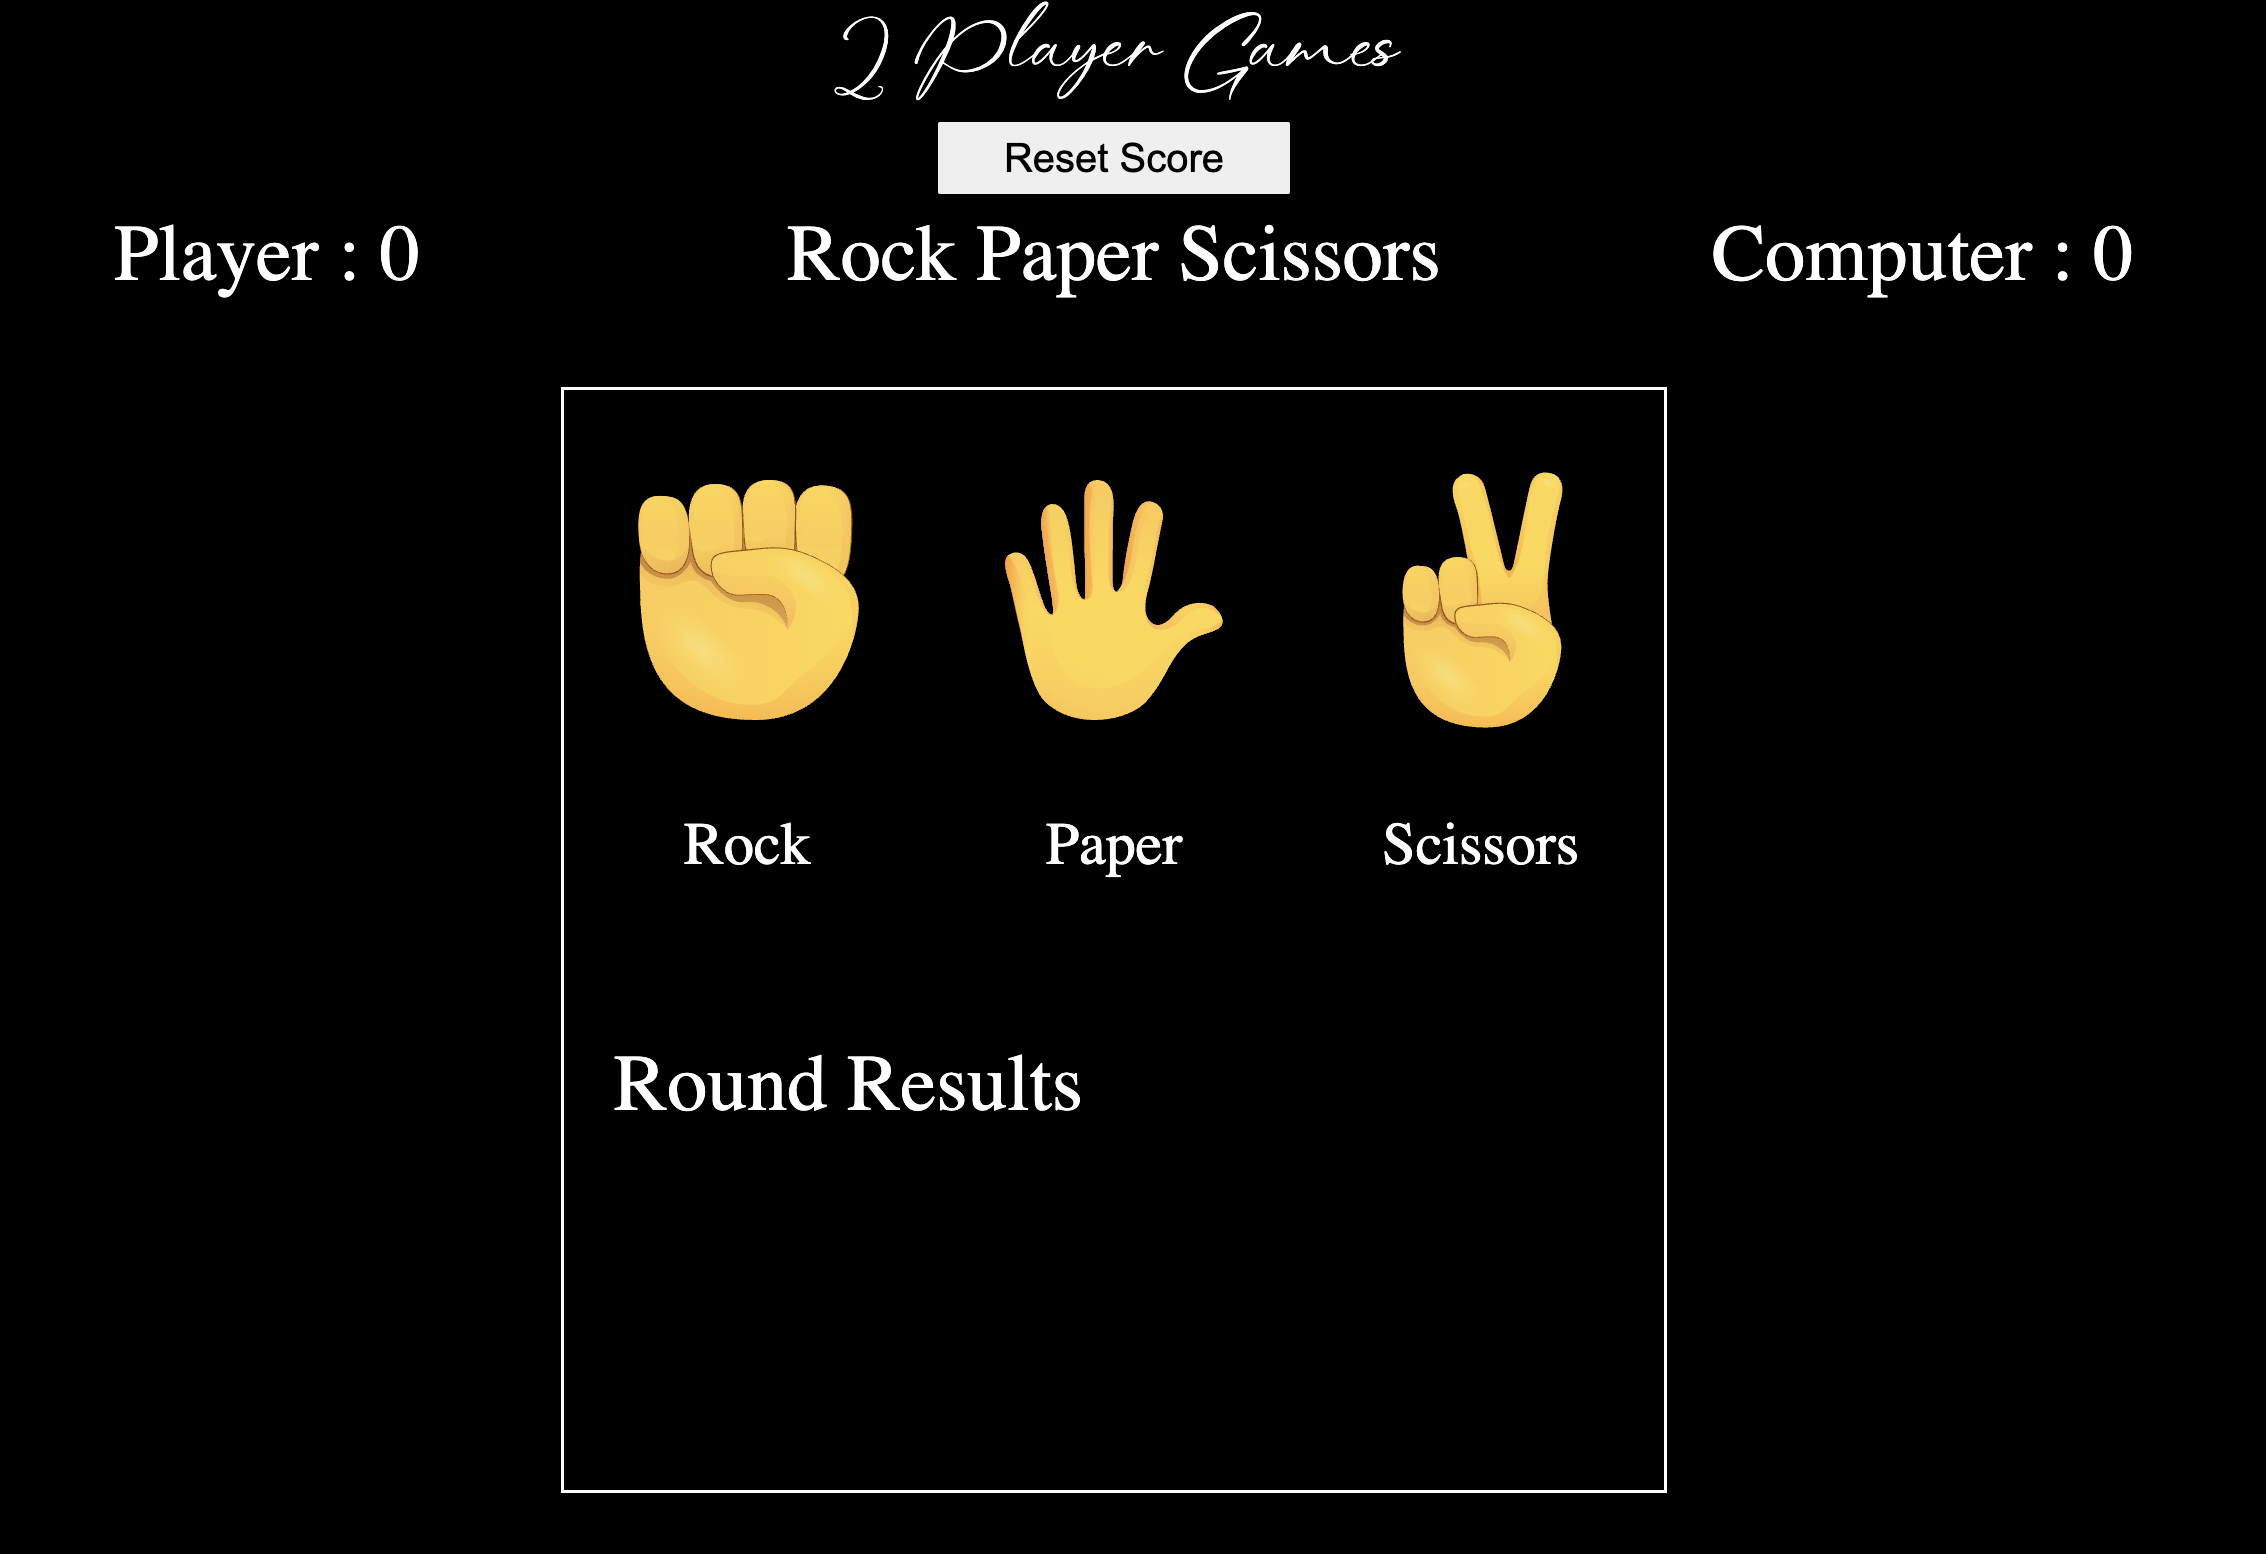 2 Player Games
Reset Score
Player : 0
Rock Paper Scissors
Computer : 0
Rock
Paper
Scissors
Round Results